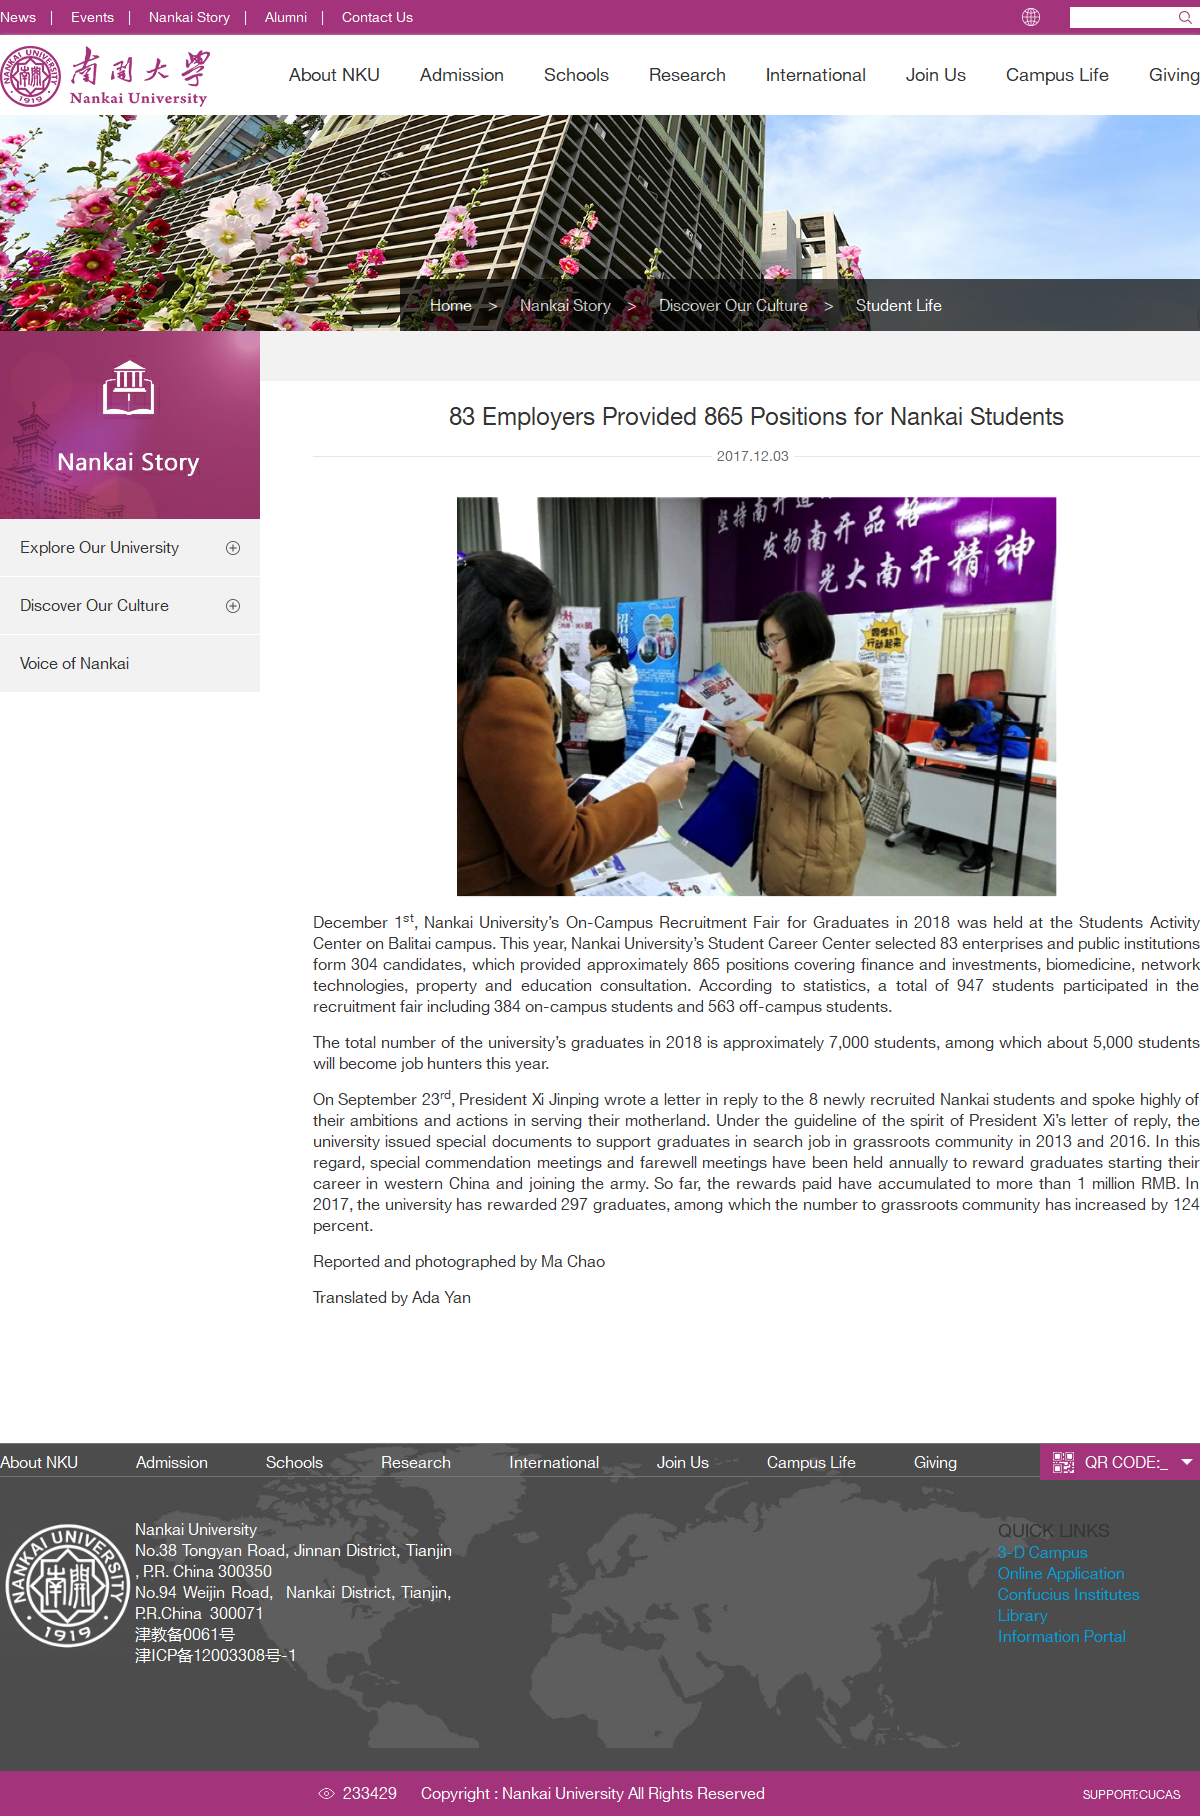 News | Events | Nankai Story | Alumni | Contact Us
NANKAI UNIVERSITY
南開
1919
南開大學
Nankai University
About NKU Admission Schools Research International Join Us Campus Life Giving
Home > Nankai Story > Discover Our Culture > Student Life
Nankai Story
Explore Our University
Discover Our Culture
Voice of Nankai
83 Employers Provided 865 Positions for Nankai Students
2017.12.03
坚持南开道
发扬南开品格
光大南开精神
同学们
行动起来
December 1st, Nankai University’s On-Campus Recruitment Fair for Graduates in 2018 was held at the Students Activity
Center on Balitai campus. This year, Nankai University’s Student Career Center selected 83 enterprises and public institutions
form 304 candidates, which provided approximately 865 positions covering finance and investments, biomedicine, network
technologies, property and education consultation. According to statistics, a total of 947 students participated in the
recruitment fair including 384 on-campus students and 563 off-campus students.
The total number of the university’s graduates in 2018 is approximately 7,000 students, among which about 5,000 students
will become job hunters this year.
On September 23rd, President Xi Jinping wrote a letter in reply to the 8 newly recruited Nankai students and spoke highly of
their ambitions and actions in serving their motherland. Under the guideline of the spirit of President Xi’s letter of reply, the
university issued special documents to support graduates in search job in grassroots community in 2013 and 2016. In this
regard, special commendation meetings and farewell meetings have been held annually to reward graduates starting their
career in western China and joining the army. So far, the rewards paid have accumulated to more than 1 million RMB. In
2017, the university has rewarded 297 graduates, among which the number to grassroots community has increased by 124
percent.
Reported and photographed by Ma Chao
Translated by Ada Yan
About NKU Admission Schools Research International Join Us Campus Life Giving QR CODE:_
NANKAI UNIVERSITY
南開
1919
Nankai University
No.38 Tongyan Road, Jinnan District, Tianjin
, P.R. China 300350
No.94 Weijin Road, Nankai District, Tianjin,
P.R.China 300071
津教备0061号
津ICP备12003308号-1
QUICK LINKS
3-D Campus
Online Application
Confucius Institutes
Library
Information Portal
233429 Copyright : Nankai University All Rights Reserved
SUPPORT:CUCAS